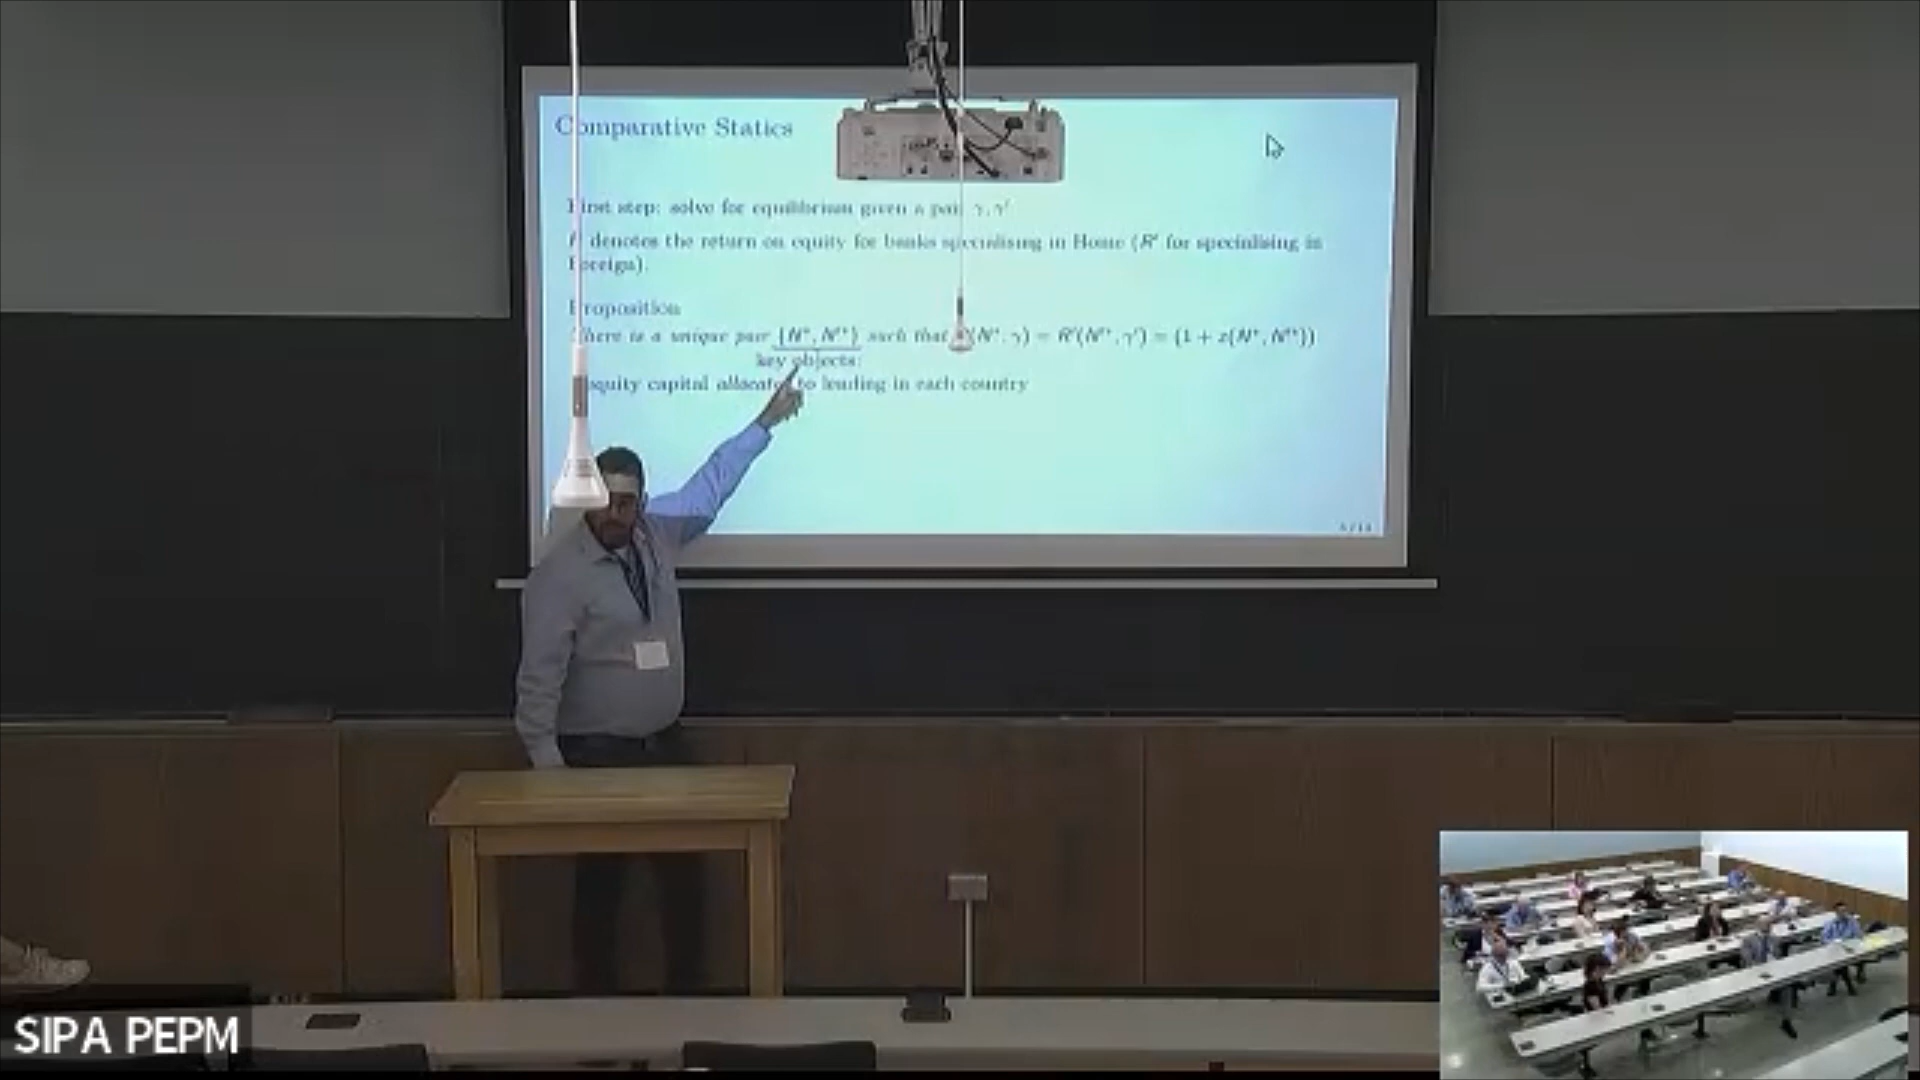 Comparative Statics
First step: solve for equilibrium given a pair γ, γ′
denotes the return on equity for banks specialising in Home (R′ for specialising in
Foreign).
Proposition
There is a unique pair {N*, N′*} such that (N*, γ) = R′(N′*, γ′) = (1 + z(N*, N′*))
key objects:
equity capital allocated to lending in each country
SIPA PEPM